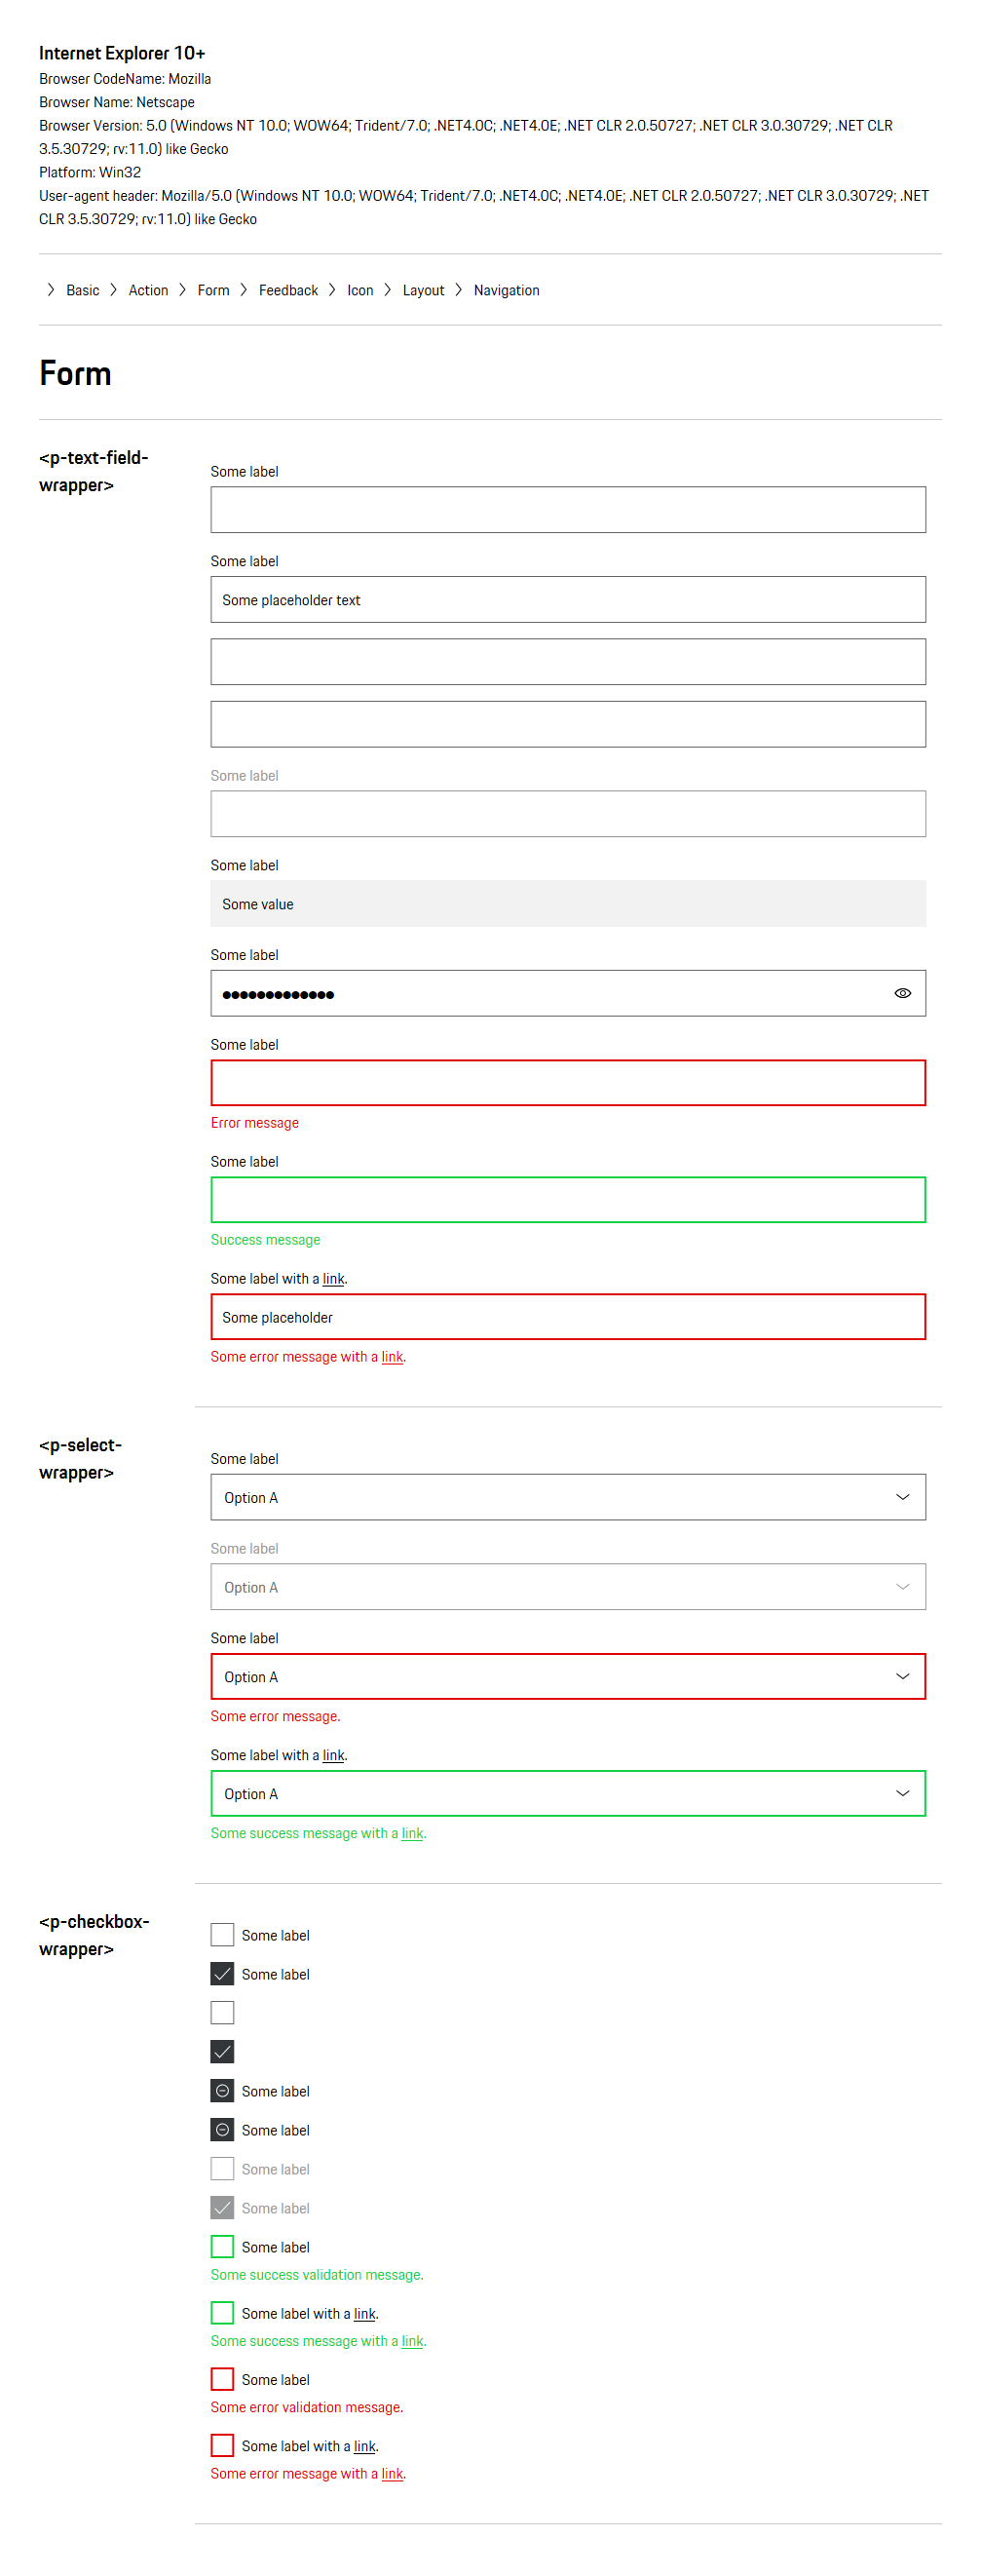 Internet Explorer 10+
Browser CodeName: Mozilla
Browser Name: Netscape
Browser Version: 5.0 (Windows NT 10.0; WOW64; Trident/7.0; .NET4.0C; .NET4.0E; .NET CLR 2.0.50727; .NET CLR 3.0.30729; .NET CLR
3.5.30729; rv:11.0) like Gecko
Platform: Win32
User-agent header: Mozilla/5.0 (Windows NT 10.0; WOW64; Trident/7.0; .NET4.0C; .NET4.0E; .NET CLR 2.0.50727; .NET CLR 3.0.30729; .NET
CLR 3.5.30729; rv:11.0) like Gecko
Basic Action Form Feedback Icon Layout Navigation
Form
<p-text-field-
wrapper>
Some label
Some label
Some placeholder text
Some label
Some label
Some value
Some label
Some label
Error message
Some label
Success message
Some label with a link.
Some placeholder
Some error message with a link.
<p-select-
wrapper>
Some label
Option A
Some label
Option A
Some label
Option A
Some error message.
Some label with a link.
Option A
Some success message with a link.
<p-checkbox-
wrapper>
Some label
Some label
Some label
Some label
Some label
Some label
Some label
Some success validation message.
Some label with a link.
Some success message with a link.
Some label
Some error validation message.
Some label with a link.
Some error message with a link.